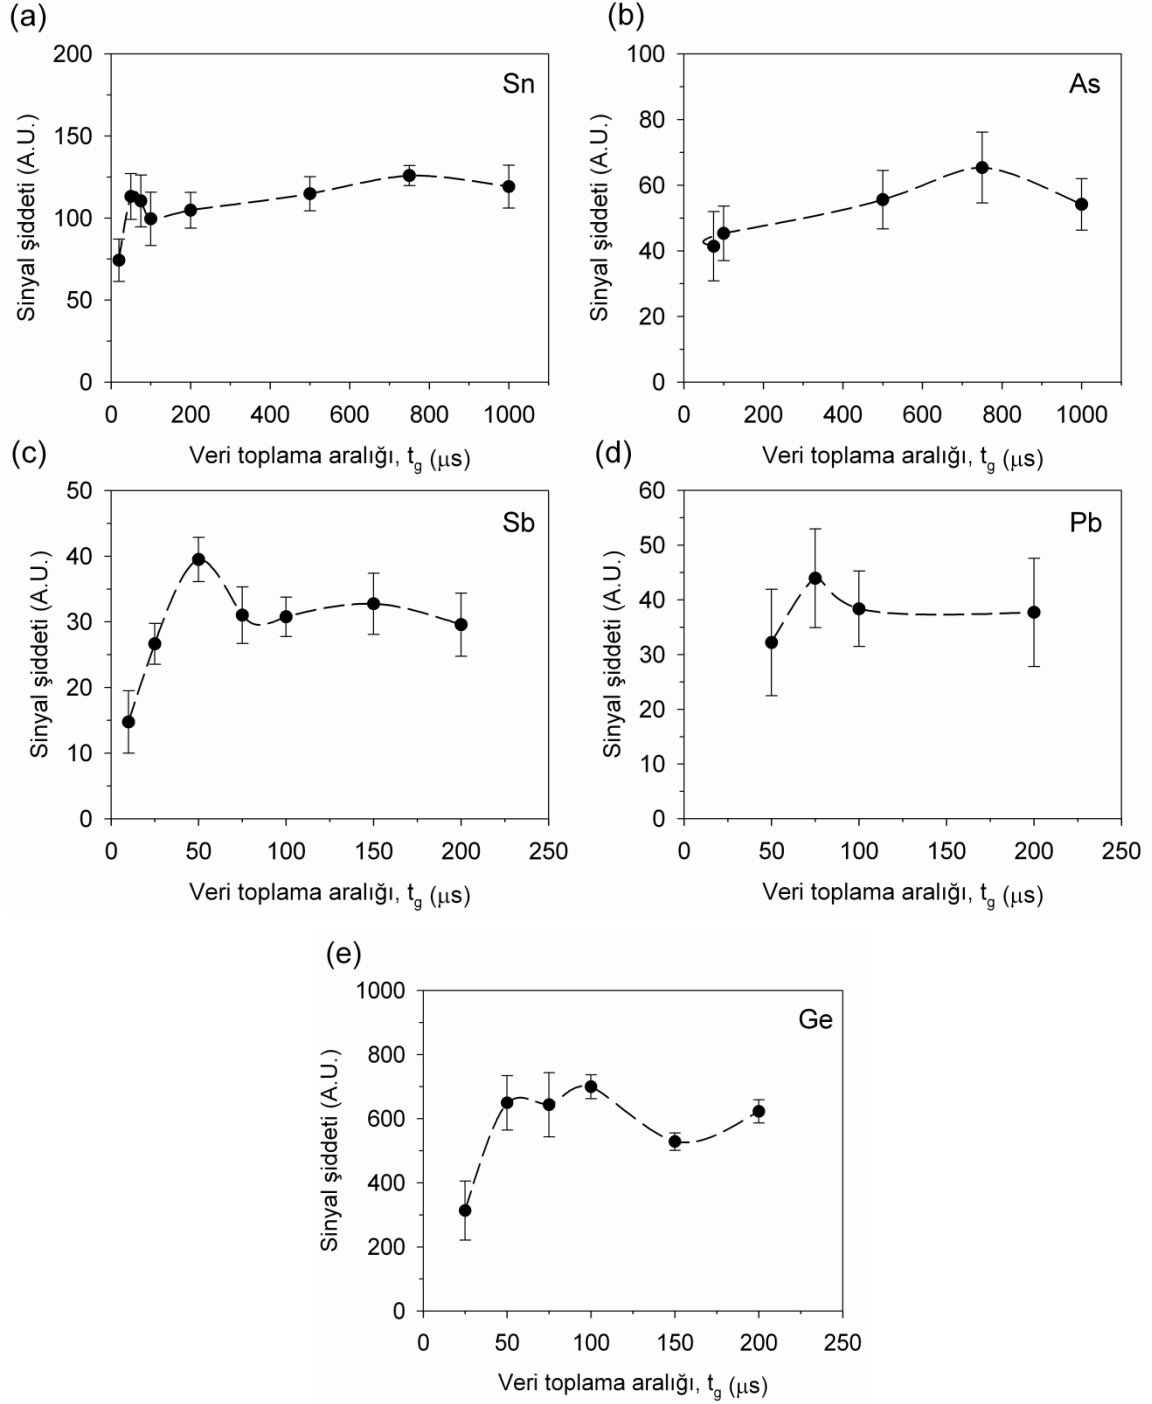 (a)
Sn
Sinyal şiddeti (A.U.)
200
150
100
50
0
0 200 400 600 800 1000
Veri toplama aralığı, tg (μs)
(b)
As
Sinyal şiddeti (A.U.)
100
80
60
40
20
0
0 200 400 600 800 1000
Veri toplama aralığı, tg (μs)
(c)
Sb
Sinyal şiddeti (A.U.)
50
40
30
20
10
0
0 50 100 150 200 250
Veri toplama aralığı, tg (μs)
(d)
Pb
Sinyal şiddeti (A.U.)
60
50
40
30
20
10
0
0 50 100 150 200 250
Veri toplama aralığı, tg (μs)
(e)
Ge
Sinyal şiddeti (A.U.)
1000
800
600
400
200
0
0 50 100 150 200 250
Veri toplama aralığı, tg (μs)